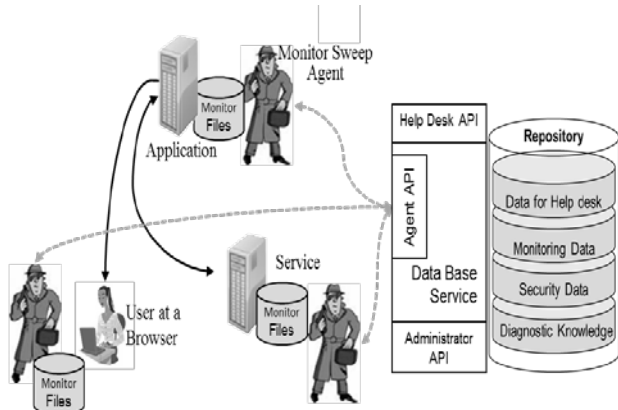 Monitor Sweep
Agent
Monitor
Files
Application
Help Desk API
Repository
Agent API
Data for Help desk
Monitoring Data
Security Data
Diagnostic Knowledge
Data Base
Service
Administrator
API
Service
Monitor
Files
User at a
Browser
Monitor
Files